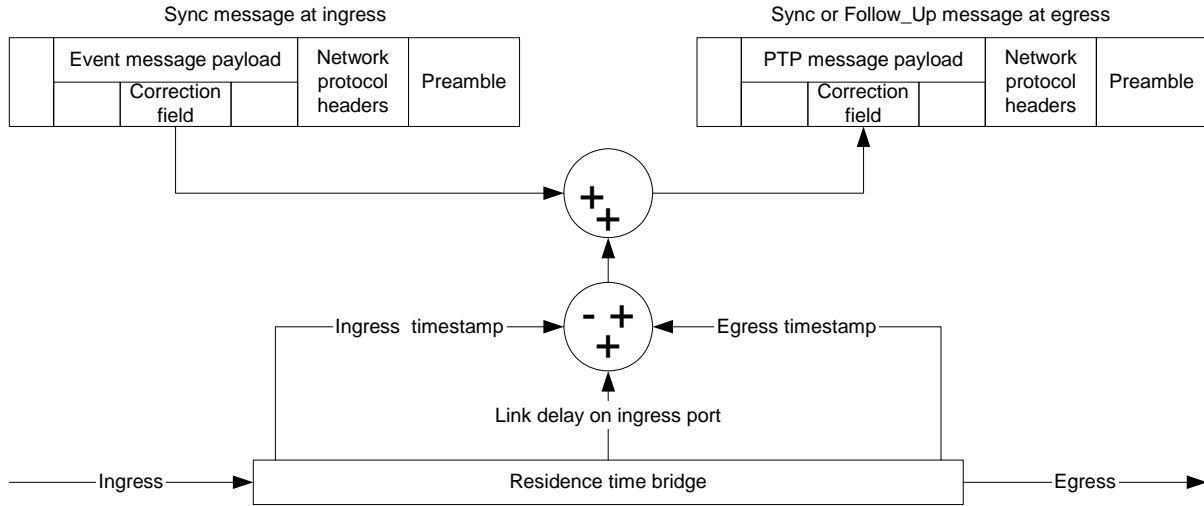 Sync message at ingress
Sync or Follow_Up message at egress
Event message payload
Correction
field
Network
protocol
headers
Preamble
PTP message payload
Correction
field
Network
protocol
headers
Preamble
+
+
- +
+
Ingress timestamp
Egress timestamp
Link delay on ingress port
Ingress
Residence time bridge
Egress